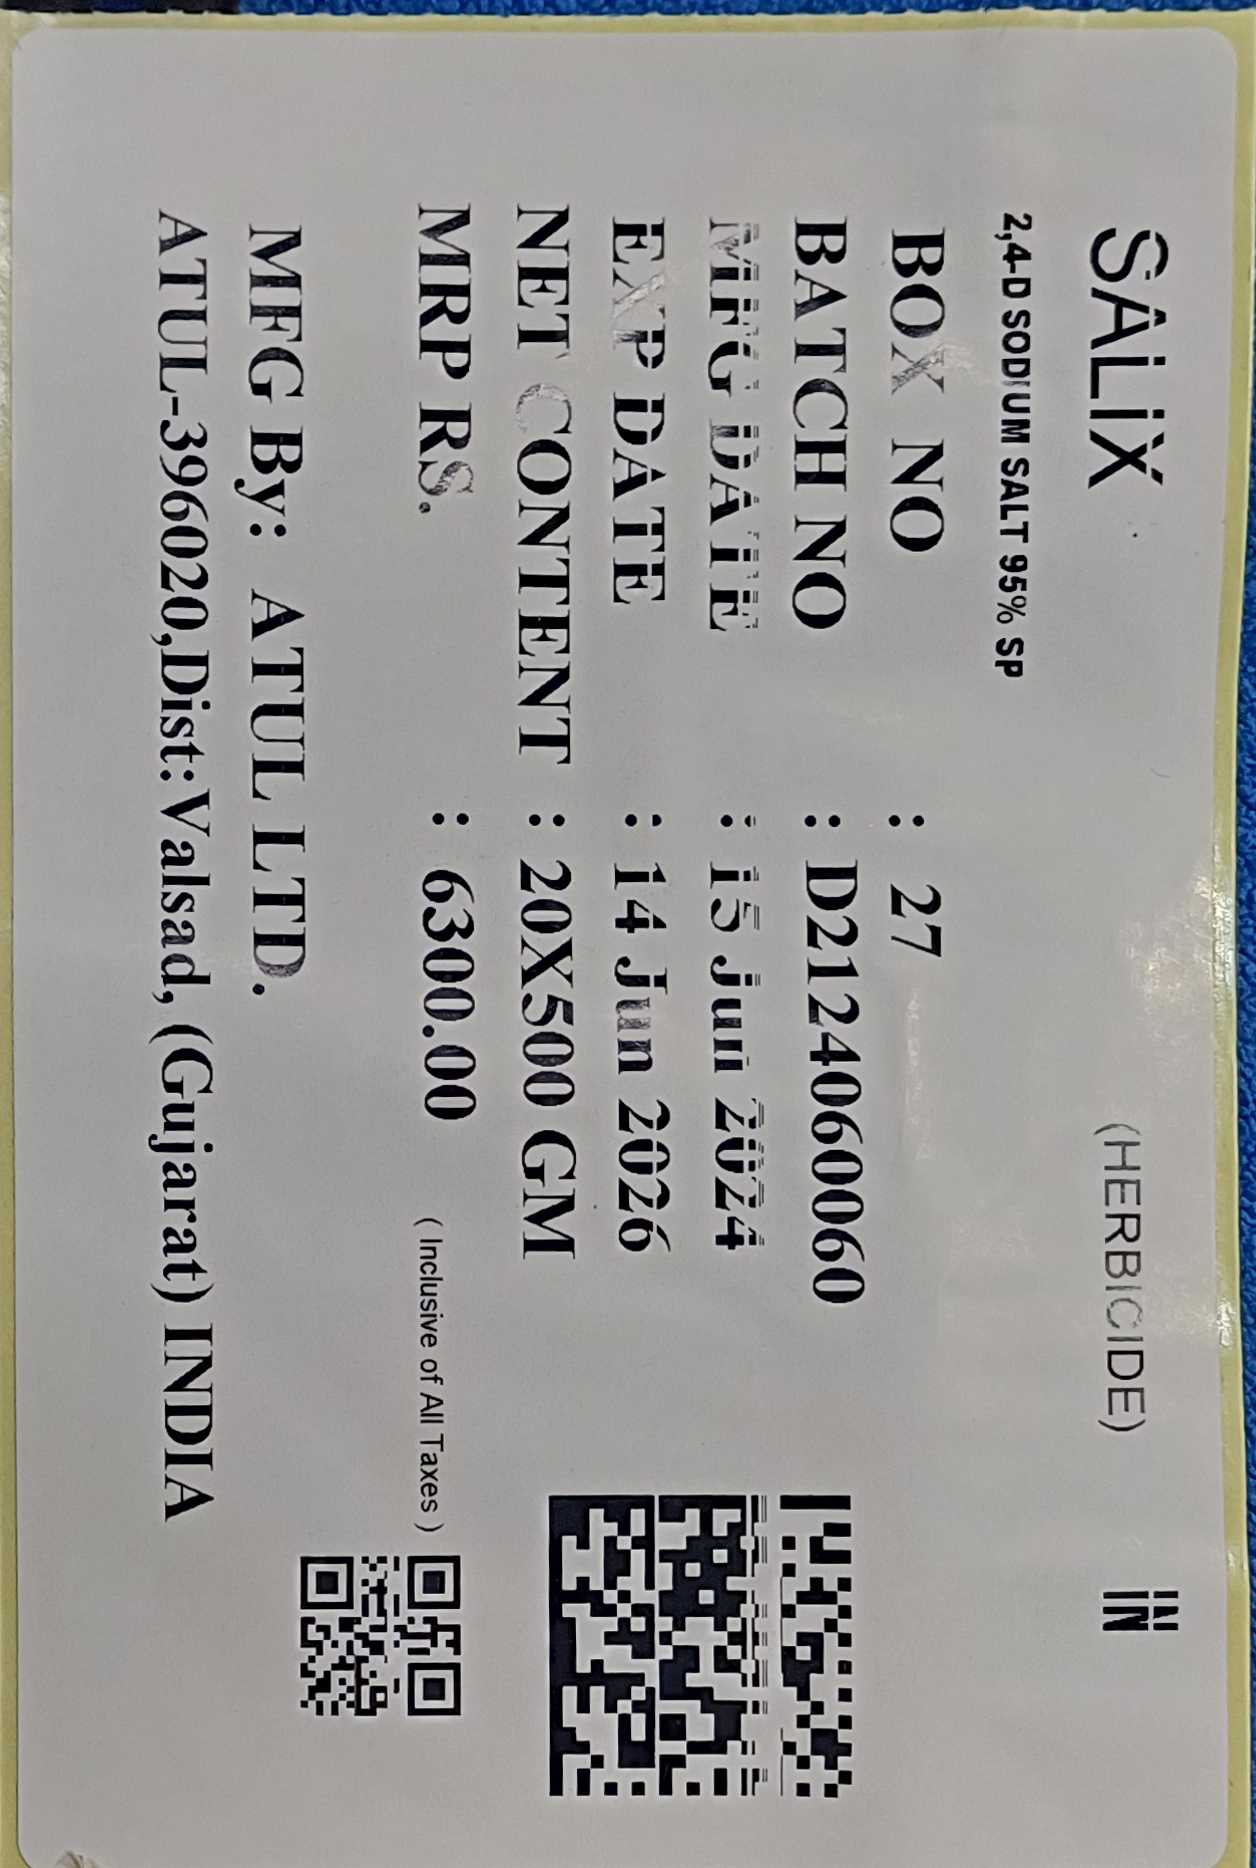 SALIX (HERBICIDE) IN
2,4-D SODIUM SALT 95% SP
BOX NO : 27
BATCH NO : D2124060060
MFG DATE : 15 Jun 2024
EXP DATE : 14 Jun 2026
NET CONTENT : 20X500 GM
MRP RS. : 6300.00 ( Inclusive of All Taxes )
MFG By: ATUL LTD.
ATUL-396020,Dist:Valsad, (Gujarat) INDIA